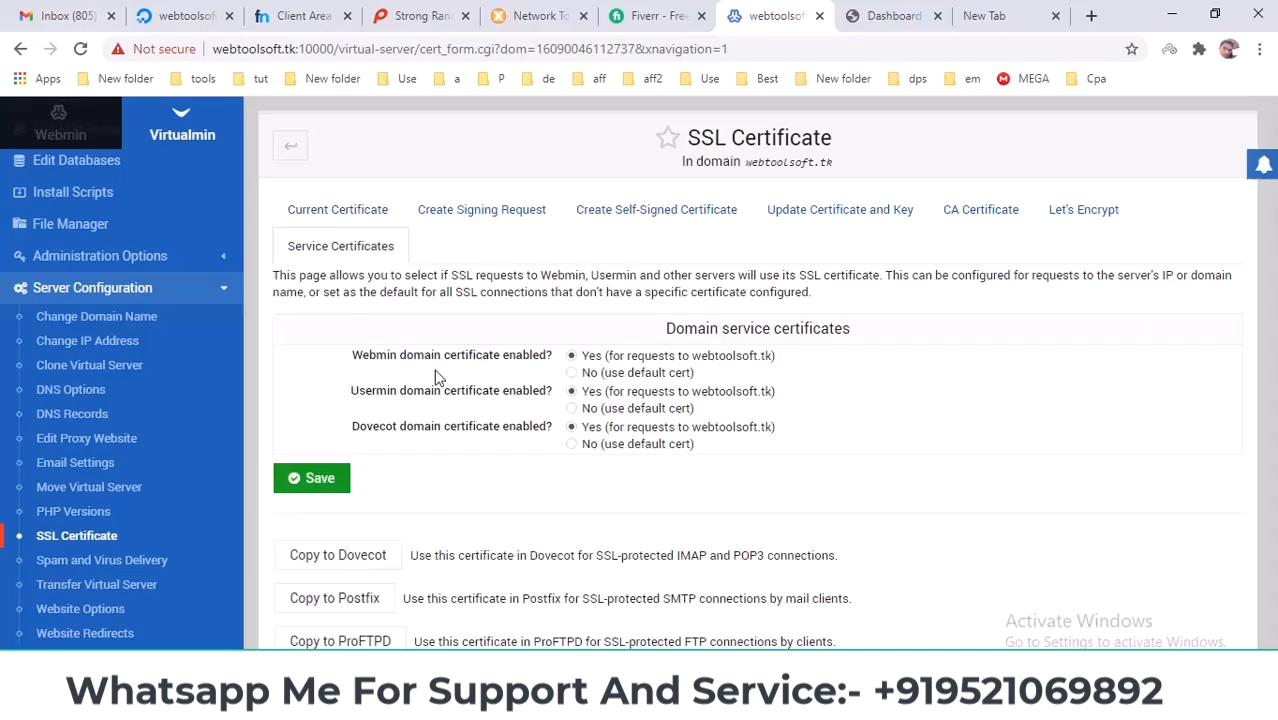 Inbox (805)
webtoolsoft
Client Area
Strong Ran
Network To
Fiverr - Free
webtoolsoft
Dashboard
New Tab
Not secure
webtoolsoft.tk:10000/virtual-server/cert_form.cgi?dom=16090046112737&xnavigation=1
Apps
New folder
tools
tut
New folder
Use
a
P
de
aff
aff2
Use
Best
New folder
dps
em
MEGA
Cpa
Webmin
Virtualmin
Edit Databases
Install Scripts
File Manager
Administration Options
Server Configuration
Change Domain Name
Change IP Address
Clone Virtual Server
DNS Options
DNS Records
Edit Proxy Website
Email Settings
Move Virtual Server
PHP Versions
SSL Certificate
Spam and Virus Delivery
Transfer Virtual Server
Website Options
Website Redirects
SSL Certificate
In domain webtoolsoft.tk
Current Certificate
Create Signing Request
Create Self-Signed Certificate
Update Certificate and Key
CA Certificate
Let's Encrypt
Service Certificates
This page allows you to select if SSL requests to Webmin, Usermin and other servers will use its SSL certificate. This can be configured for requests to the server's IP or domain
name, or set as the default for all SSL connections that don't have a specific certificate configured.
Domain service certificates
Webmin domain certificate enabled?
Yes (for requests to webtoolsoft.tk)
No (use default cert)
Usermin domain certificate enabled?
Yes (for requests to webtoolsoft.tk)
No (use default cert)
Dovecot domain certificate enabled?
Yes (for requests to webtoolsoft.tk)
No (use default cert)
Save
Copy to Dovecot
Use this certificate in Dovecot for SSL-protected IMAP and POP3 connections.
Copy to Postfix
Use this certificate in Postfix for SSL-protected SMTP connections by mail clients.
Copy to ProFTPD
Use this certificate in ProFTPD for SSL-protected FTP connections by clients.
Activate Windows
Go to Settings to activate Windows.
Whatsapp Me For Support And Service:- +919521069892